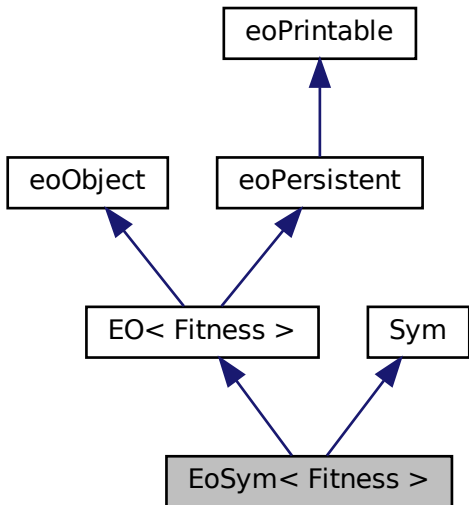 eoPrintable
eoObject
eoPersistent
EO< Fitness >
Sym
EoSym< Fitness >